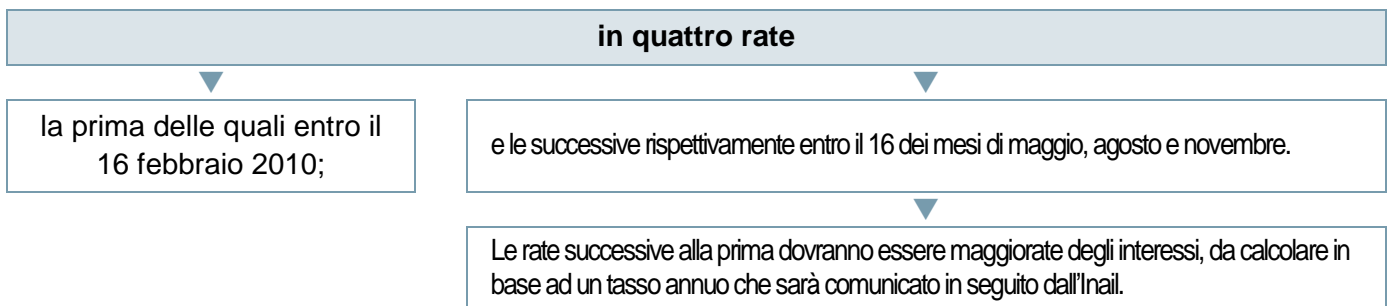 in quattro rate
la prima delle quali entro il
16 febbraio 2010;
e le successive rispettivamente entro il 16 dei mesi di maggio, agosto e novembre.
Le rate successive alla prima dovranno essere maggiorate degli interessi, da calcolare in
base ad un tasso annuo che sarà comunicato in seguito dall'Inail.